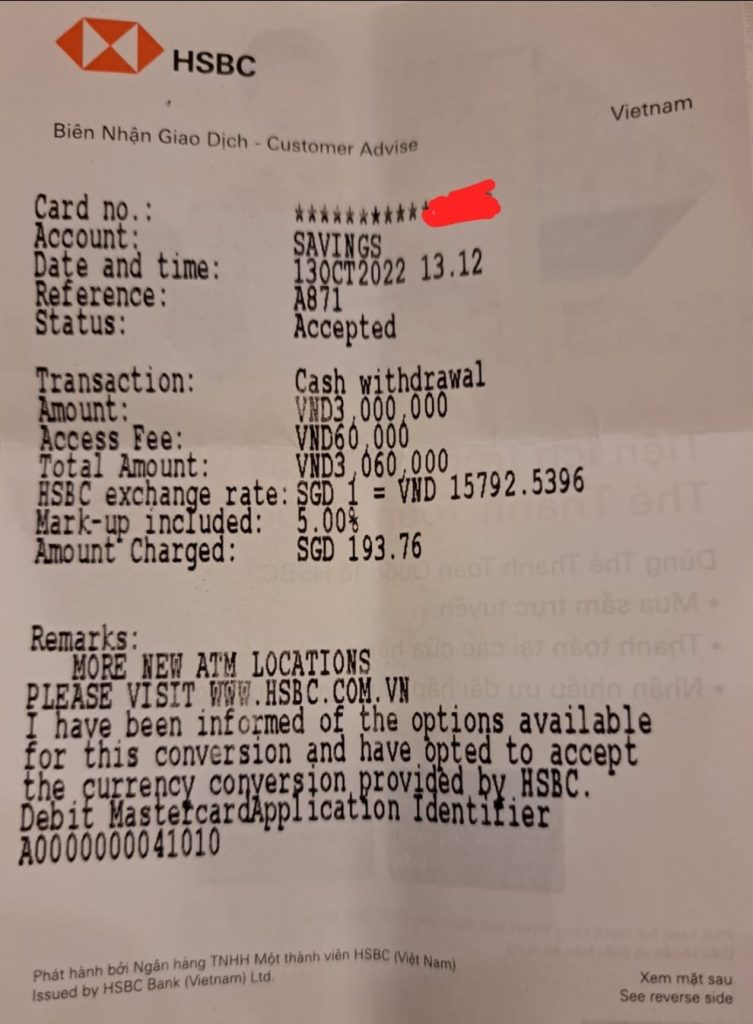 HSBC
Vietnam
Biên Nhận Giao Dịch - Customer Advise
Card no.: **********
Account: SAVINGS
Date and time: 13OCT2022 13.12
Reference: A871
Status: Accepted
Transaction: Cash withdrawal
Amount: VND3,000,000
Access Fee: VND60,000
Total Amount: VND3,060,000
HSBC exchange rate: SGD 1 = VND 15792.5396
Mark-up included: 5.00%
Amount Charged: SGD 193.76
Remarks:
MORE NEW ATM LOCATIONS
PLEASE VISIT WWW.HSBC.COM.VN
I have been informed of the options available
for this conversion and have opted to accept
the currency conversion provided by HSBC.
Debit MastercardApplication Identifier
A0000000041010
Phát hành bởi Ngân hàng TNHH Một thành viên HSBC (Việt Nam)
Issued by HSBC Bank (Vietnam) Ltd.
Xem mặt sau
See reverse side